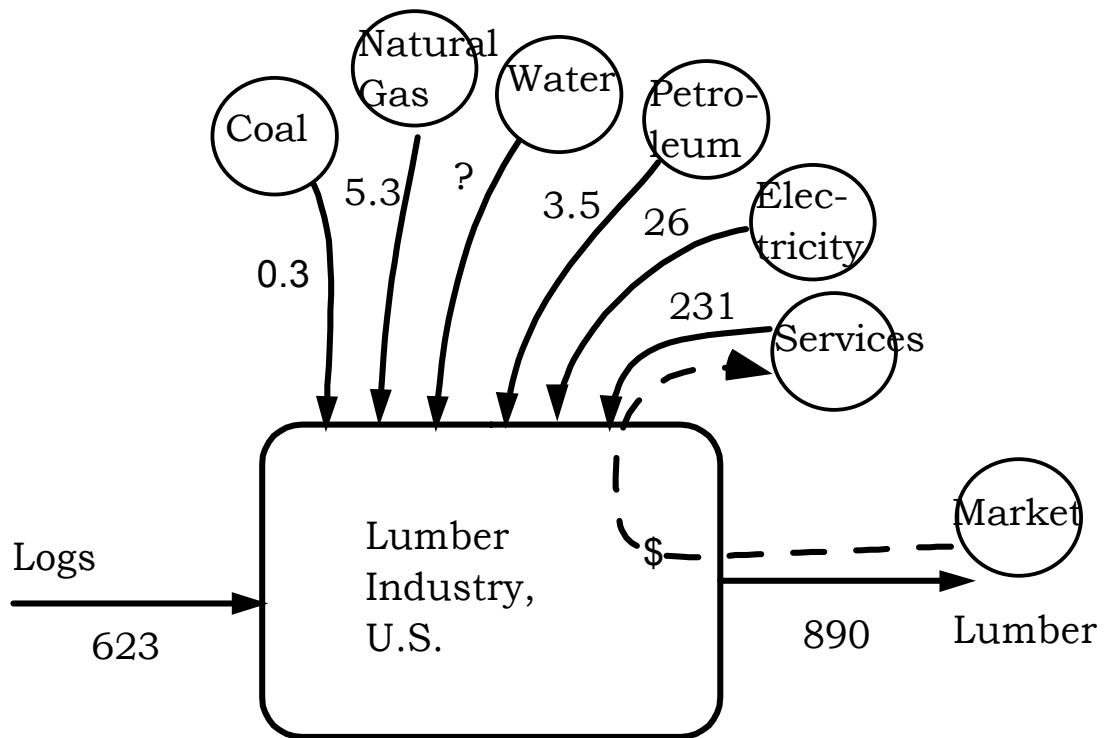 Natural
Gas
Water
Petro-
leum
Coal
5.3
?
3.5
Elec-
tricity
26
0.3
231
Services
Lumber
Industry,
U.S.
$
Market
Logs
623
890
Lumber